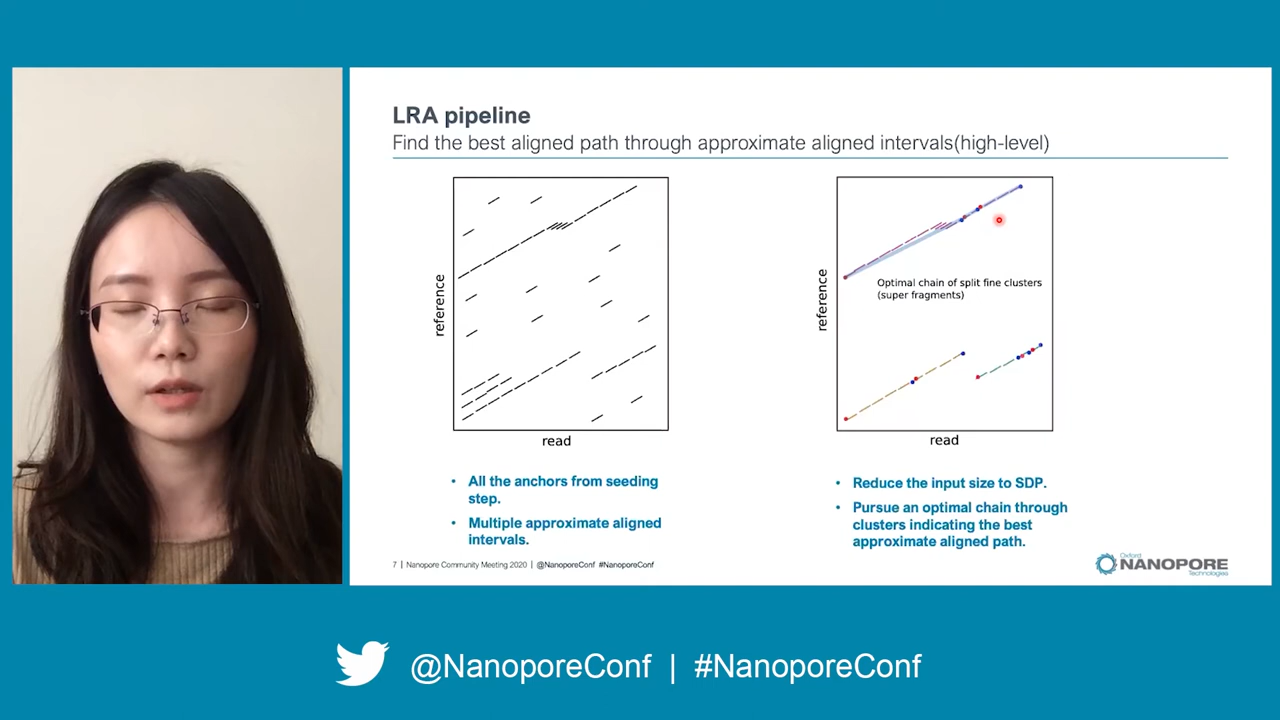 LRA pipeline
Find the best aligned path through approximate aligned intervals(high-level)
reference
read
• All the anchors from seeding
step.
• Multiple approximate aligned
intervals.
reference
Optimal chain of split fine clusters
(super fragments)
read
• Reduce the input size to SDP.
• Pursue an optimal chain through
clusters indicating the best
approximate aligned path.
7 | Nanopore Community Meeting 2020 | @NanoporeConf #NanoporeConf
Oxford
NANOPORE
Technologies
@NanoporeConf | #NanoporeConf